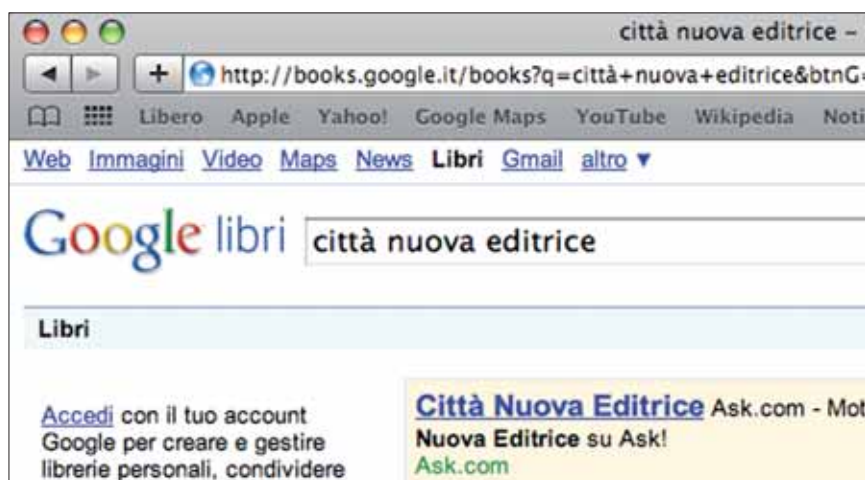 città nuova editrice –
http://books.google.it/books?q=città+nuova+editrice&btnG=
Libero Apple Yahoo! Google Maps YouTube Wikipedia Noti
Web Immagini Video Maps News Libri Gmail altro ▼
Google libri città nuova editrice
Libri
Accedi con il tuo account
Google per creare e gestire
librerie personali, condividere
Città Nuova Editrice Ask.com - Mot
Nuova Editrice su Ask!
Ask.com